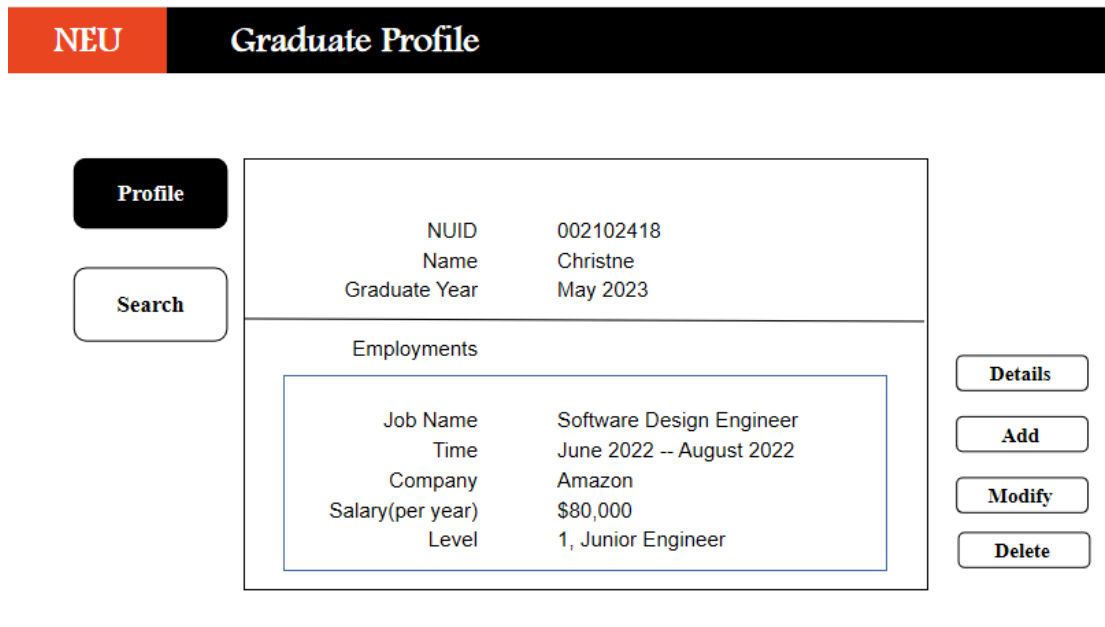 NEU Graduate Profile
Profile
Search
NUID 002102418
Name Christne
Graduate Year May 2023
Employments
Job Name Software Design Engineer
Time June 2022 -- August 2022
Company Amazon
Salary(per year) $80,000
Level 1, Junior Engineer
Details
Add
Modify
Delete